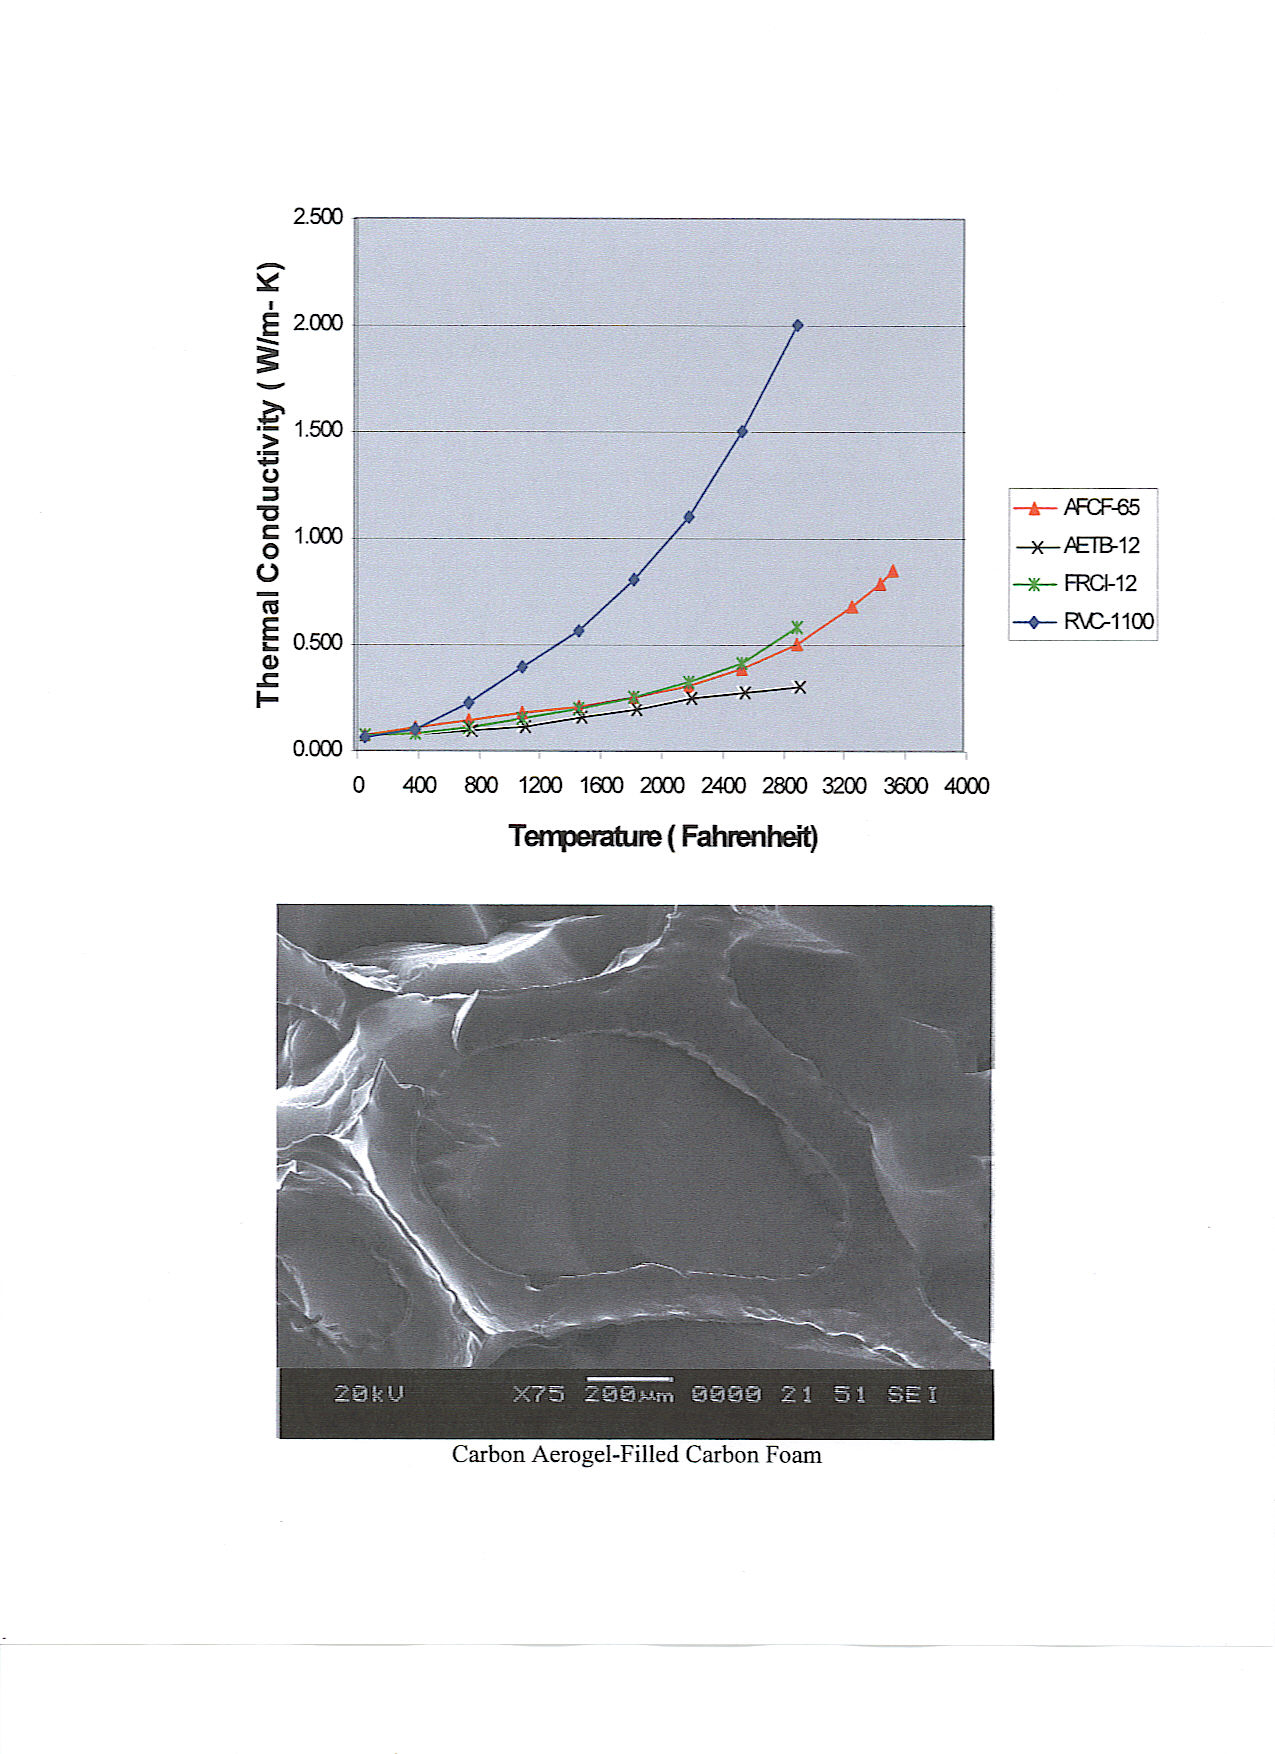 2.500
2.000
1.500
1.000
0.500
0.000
Thermal Conductivity ( W/m- K)
0 400 800 1200 1600 2000 2400 2800 3200 3600 4000
Temperature ( Fahrenheit)
AFCF-65
AETB-12
FRCI-12
RVC-1100
20kU X75 200µm 0000 21 51 SEI
Carbon Aerogel-Filled Carbon Foam